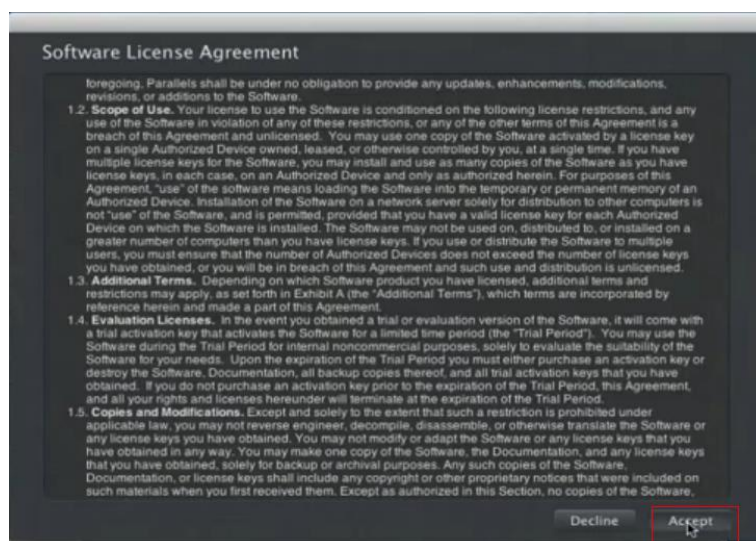 Software License Agreement
foregoing. Parallels shall be under no obligation to provide any updates, enhancements, modifications,
revisions, or additions to the Software.
1.2. Scope of Use. Your license to use the Software is conditioned on the following license restrictions, and any
use of the Software in violation of any of these restrictions, or any of the other terms of this Agreement is a
breach of this Agreement and unlicensed. You may use one copy of the Software activated by a license key
on a single Authorized Device owned, leased, or otherwise controlled by you, at a single time. If you have
multiple license keys for the Software, you may install and use as many copies of the Software as you have
license keys, in each case, on an Authorized Device and only as authorized herein. For purposes of this
Agreement, "use" of the software means loading the Software into the temporary or permanent memory of an
Authorized Device. Installation of the Software on a network server solely for distribution to other computers is
not "use" of the Software, and is permitted, provided that you have a valid license key for each Authorized
Device on which the Software is installed. The Software may not be used on, distributed to, or installed on a
greater number of computers than you have license keys. If you use or distribute the Software to multiple
users, you must ensure that the number of Authorized Devices does not exceed the number of license keys
you have obtained, or you will be in breach of this Agreement and such use and distribution is unlicensed.
1.3. Additional Terms. Depending on which Software product you have licensed, additional terms and
restrictions may apply, as set forth in Exhibit A (the "Additional Terms"), which terms are incorporated by
reference herein and made a part of this Agreement.
1.4. Evaluation Licenses. In the event you obtained a trial or evaluation version of the Software, it will come with
a trial activation key that activates the Software for a limited time period (the "Trial Period"). You may use the
Software during the Trial Period for internal noncommercial purposes, solely to evaluate the suitability of the
Software for your needs. Upon the expiration of the Trial Period you must either purchase an activation key or
destroy the Software, Documentation, all backup copies thereof, and all trial activation keys that you have
obtained. If you do not purchase an activation key prior to the expiration of the Trial Period, this Agreement,
and all your rights and licenses hereunder will terminate at the expiration of the Trial Period.
1.5. Copies and Modifications. Except and solely to the extent that such a restriction is prohibited under
applicable law, you may not reverse engineer, decompile, disassemble, or otherwise translate the Software or
any license keys you have obtained. You may not modify or adapt the Software or any license keys that you
have obtained in any way. You may make one copy of the Software, the Documentation, and any license keys
that you have obtained, solely for backup or archival purposes. Any such copies of the Software,
Documentation, or license keys shall include any copyright or other proprietary notices that were included on
such materials when you first received them. Except as authorized in this Section, no copies of the Software,
Decline
Accept